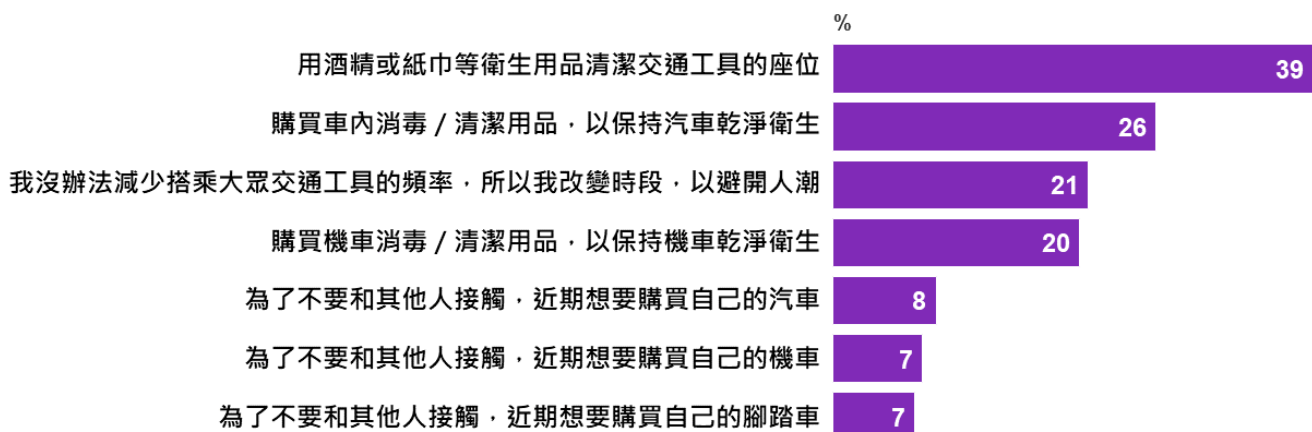 %
用酒精或紙巾等衛生用品清潔交通工具的座位 39
購買車內消毒 / 清潔用品，以保持汽車乾淨衛生 26
我沒辦法減少搭乘大眾交通工具的頻率，所以我改變時段，以避開人潮 21
購買機車消毒 / 清潔用品，以保持機車乾淨衛生 20
為了不要和其他人接觸，近期想要購買自己的汽車 8
為了不要和其他人接觸，近期想要購買自己的機車 7
為了不要和其他人接觸，近期想要購買自己的腳踏車 7